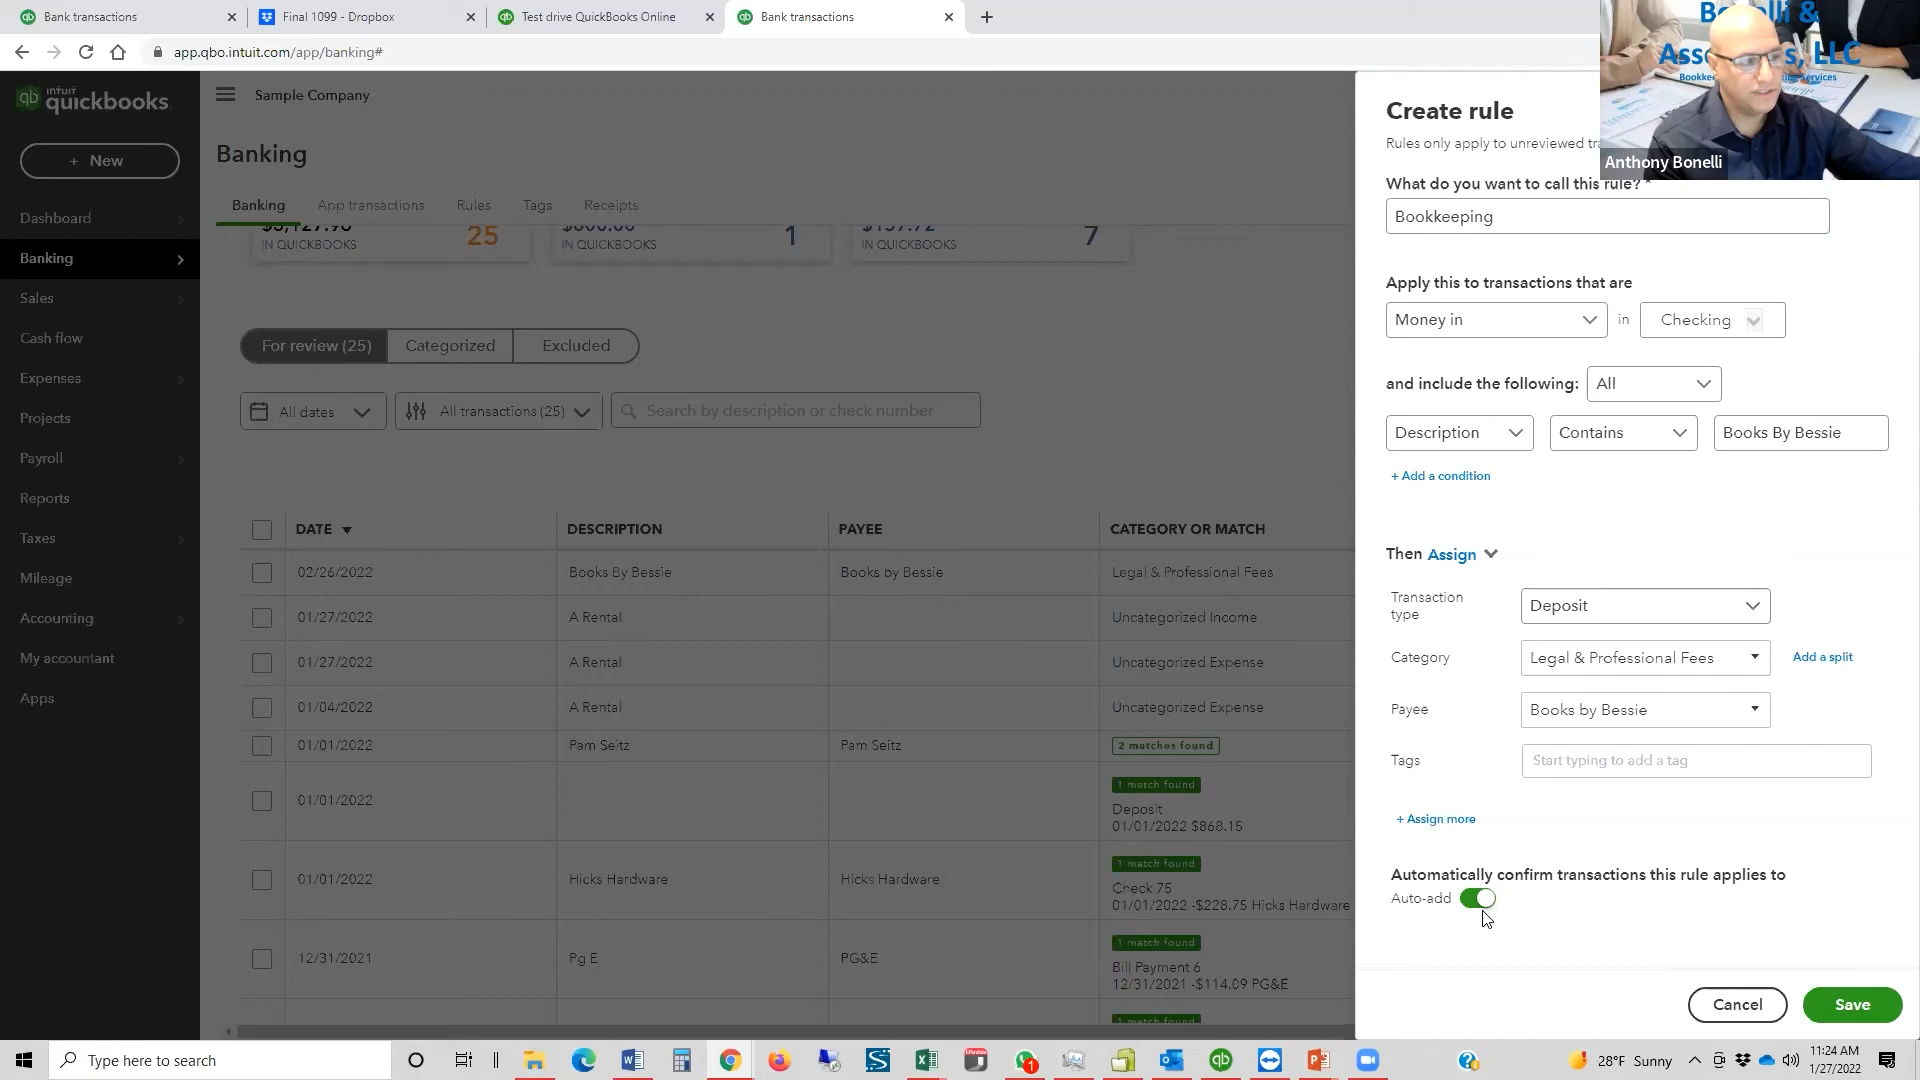 Bank transactions
Final 1099 - Dropbox
Test drive QuickBooks Online
Bank transactions
app.qbo.intuit.com/app/banking#
intuit
quickbooks
+ New
Dashboard
Banking
Sales
Cash flow
Expenses
Projects
Payroll
Reports
Taxes
Mileage
Accounting
My accountant
Apps
Sample Company
Banking
Banking App transactions Rules Tags Receipts
IN QUICKBOOKS 25
IN QUICKBOOKS 1
IN QUICKBOOKS 7
For review (25) Categorized Excluded
All dates All transactions (25) Search by description or check number
DATE DESCRIPTION PAYEE CATEGORY OR MATCH
02/26/2022 Books By Bessie Books by Bessie Legal & Professional Fees
01/27/2022 A Rental Uncategorized Income
01/27/2022 A Rental Uncategorized Expense
01/04/2022 A Rental Uncategorized Expense
01/01/2022 Pam Seitz Pam Seitz 2 matches found
01/01/2022 1 match found
Deposit
01/01/2022 $868.15
01/01/2022 Hicks Hardware Hicks Hardware 1 match found
Check 75
01/01/2022 -$228.75 Hicks Hardware
12/31/2021 Pg E PG&E 1 match found
Bill Payment 6
12/31/2021 -$114.09 PG&E
1 match found
Create rule
Rules only apply to unreviewed
What do you want to call this rule? *
Bookkeeping
Apply this to transactions that are
Money in in Checking
and include the following: All
Description Contains Books By Bessie
+ Add a condition
Then Assign
Transaction
type
Deposit
Category Legal & Professional Fees Add a split
Payee Books by Bessie
Tags Start typing to add a tag
+ Assign more
Automatically confirm transactions this rule applies to
Auto-add
Cancel Save
LLC
Services
Anthony Bonelli
Type here to search
1
28°F Sunny
11:24 AM
1/27/2022